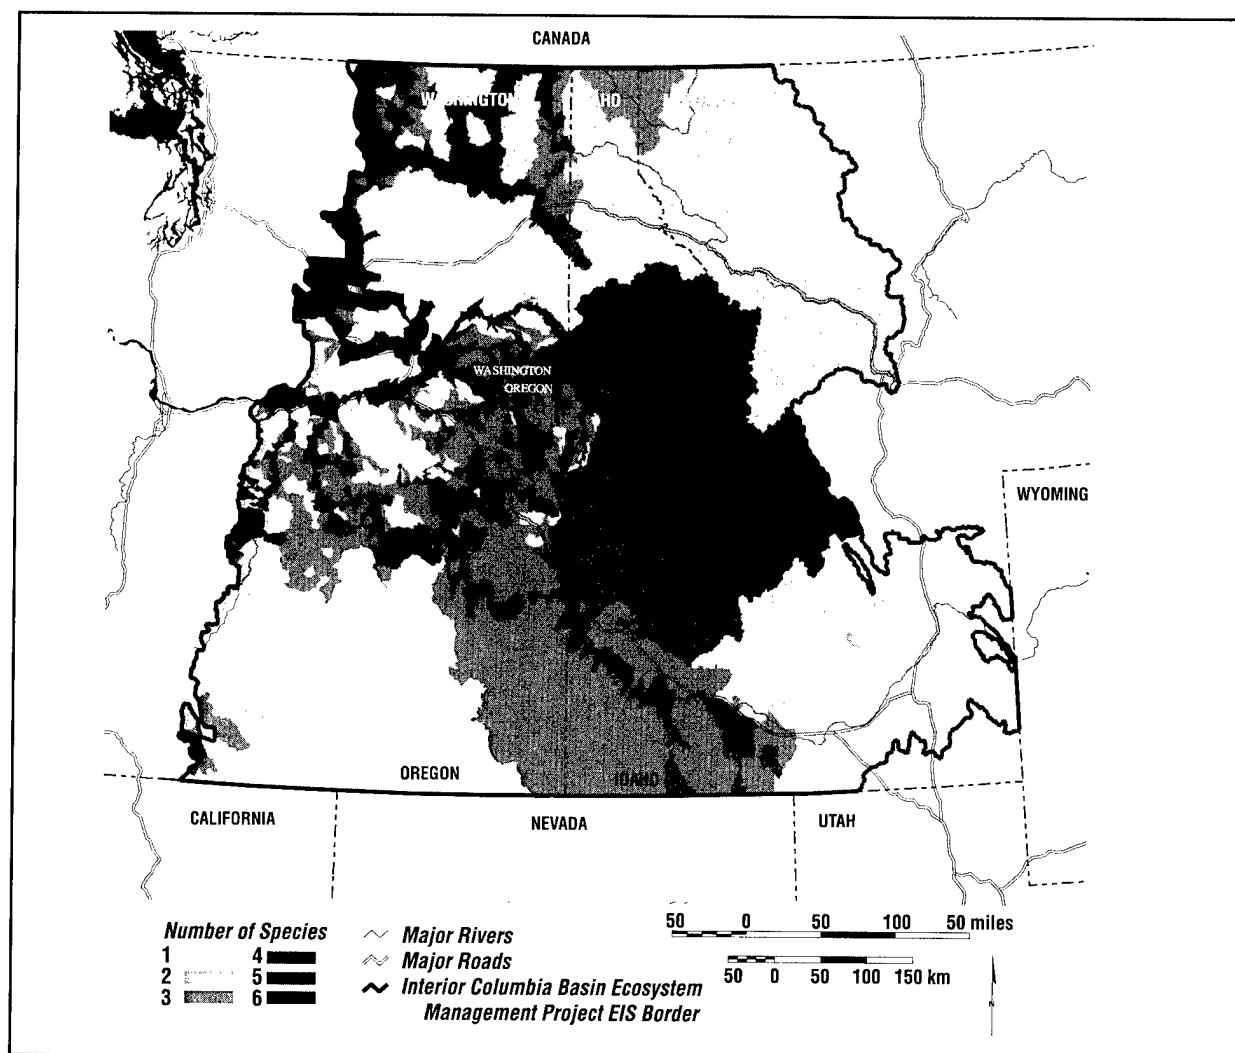 CANADA
WASHINGTON
IDAHO
WASHINGTON
OREGON
WYOMING
OREGON
IDAHO
CALIFORNIA
NEVADA
UTAH
Number of Species
1
2
3
4
5
6
Major Rivers
Major Roads
Interior Columbia Basin Ecosystem
Management Project EIS Border
50 0 50 100 50 miles
50 0 50 100 150 km
N